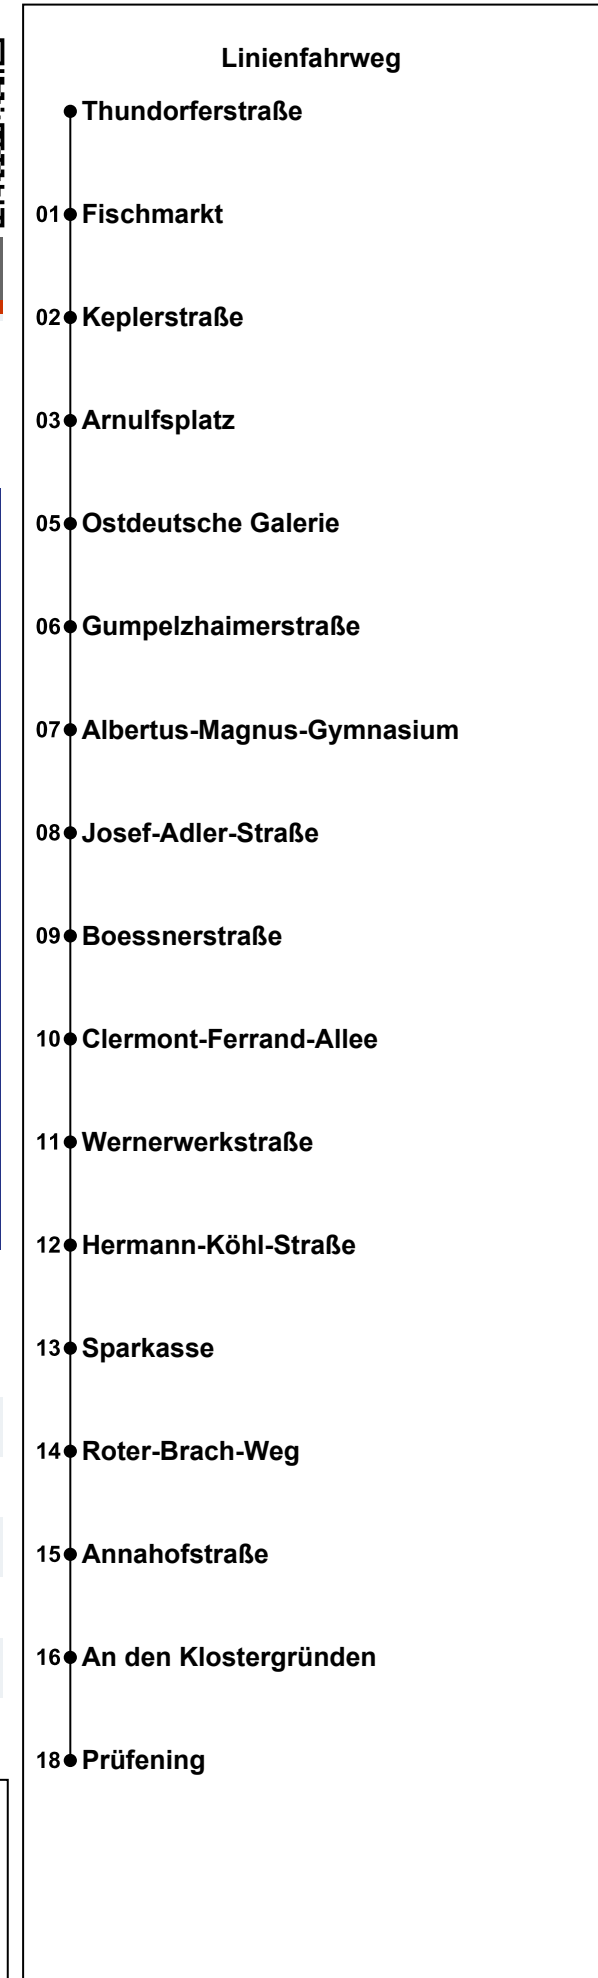 Linienfahrweg
Thundorferstraße
01 Fischmarkt
02 Keplerstraße
03 Arnulfsplatz
05 Ostdeutsche Galerie
06 Gumpelzhaimerstraße
07 Albertus-Magnus-Gymnasium
08 Josef-Adler-Straße
09 Boessnerstraße
10 Clermont-Ferrand-Allee
11 Wernerwerkstraße
12 Hermann-Köhl-Straße
13 Sparkasse
14 Roter-Brach-Weg
15 Annahofstraße
16 An den Klostergründen
18 Prüfening